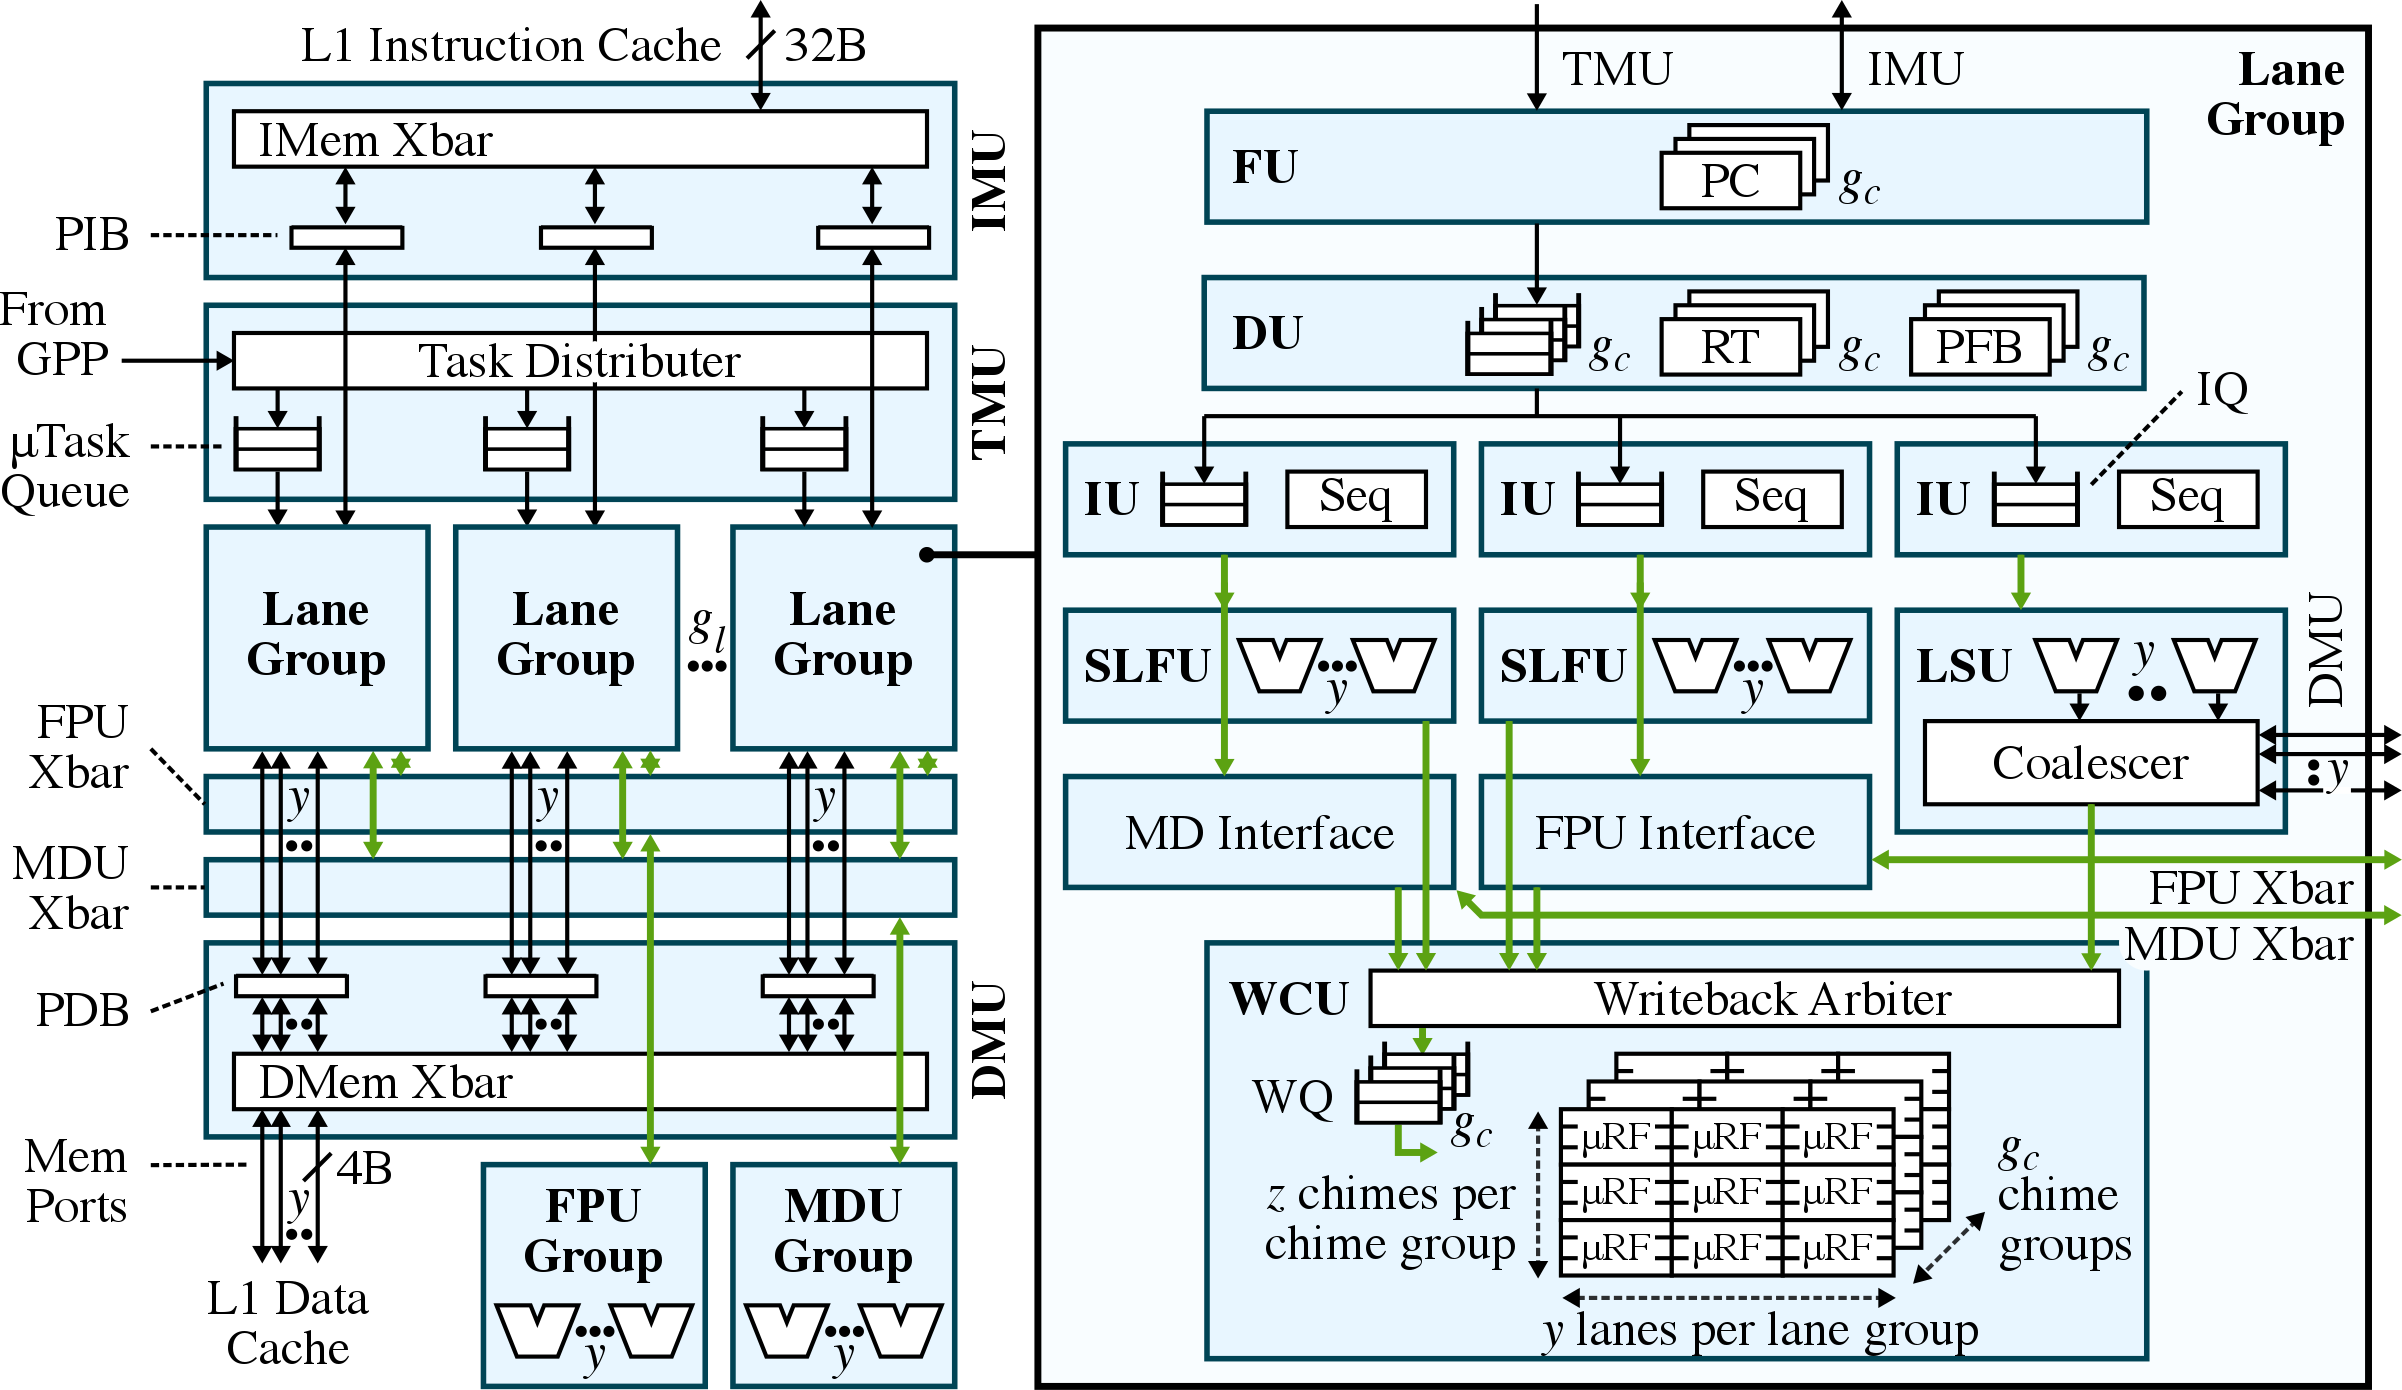 L1 Instruction Cache
32B
IMem Xbar
IMU
PIB
From
GPP
Task Distributer
TMU
μTask
Queue
Lane
Group
Lane
Group
g_l
Lane
Group
FPU
Xbar
y
y
y
MDU
Xbar
PDB
DMem Xbar
DMU
Mem
Ports
y
4B
L1 Data
Cache
FPU
Group
y
MDU
Group
y
TMU
IMU
Lane
Group
FU
PC
g_c
DU
g_c
RT
g_c
PFB
g_c
IQ
IU
Seq
IU
Seq
IU
Seq
SLFU
y
SLFU
y
LSU
y
DMU
Coalescer
y
MD Interface
FPU Interface
FPU Xbar
MDU Xbar
WCU
Writeback Arbiter
WQ
g_c
μRF μRF μRF
μRF μRF μRF
μRF μRF μRF
z chimes per
chime group
g_c
chime
groups
y lanes per lane group